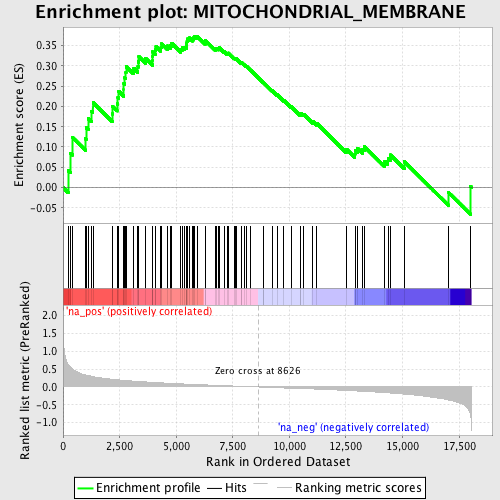 Enrichment plot: MITOCHONDRIAL_MEMBRANE
Enrichment score (ES)
0.35
0.30
0.25
0.20
0.15
0.10
0.05
0.00
-0.05
'na_pos' (positively correlated)
Ranked list metric (PreRanked)
2.0
1.5
1.0
0.5
0.0
-0.5
-1.0
Zero cross at 8626
'na_neg' (negatively correlated)
0
2,500
5,000
7,500
10,000
12,500
15,000
17,500
Rank in Ordered Dataset
Enrichment profile
Hits
Ranking metric scores